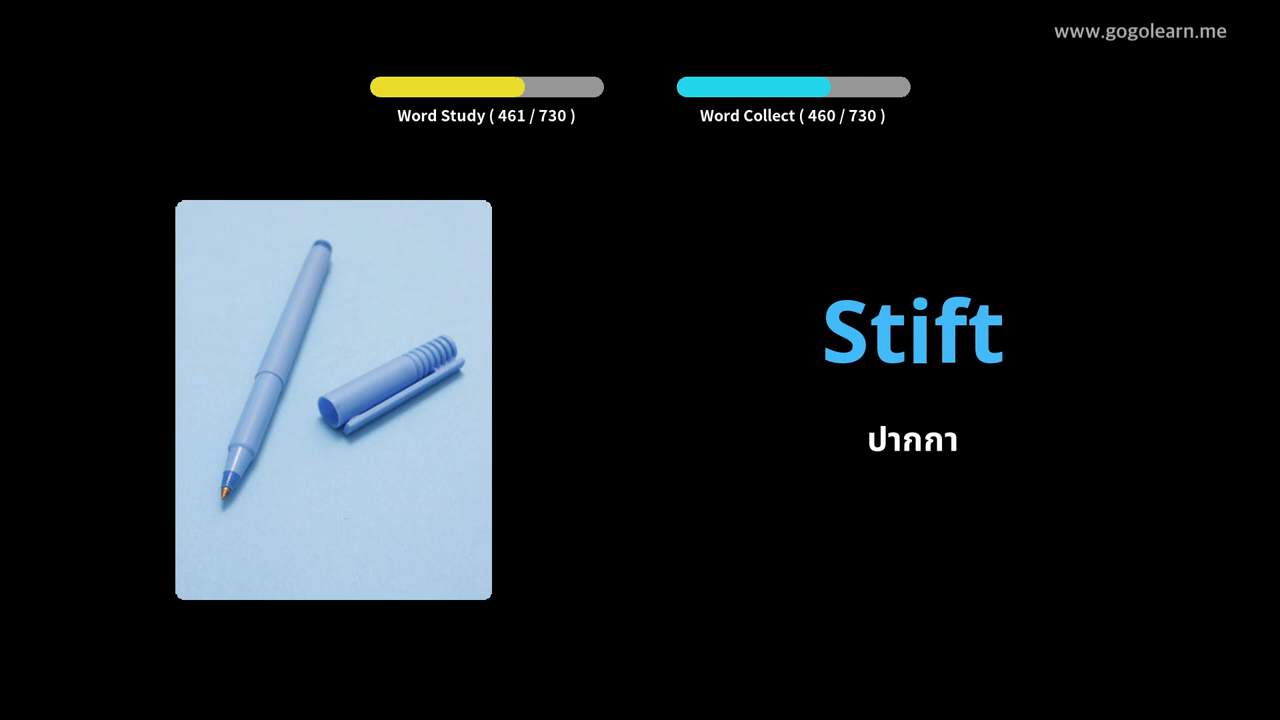 www.gogolearn.me
Word Study ( 461 / 730 )
Word Collect ( 460 / 730 )
Stift
ปากกา